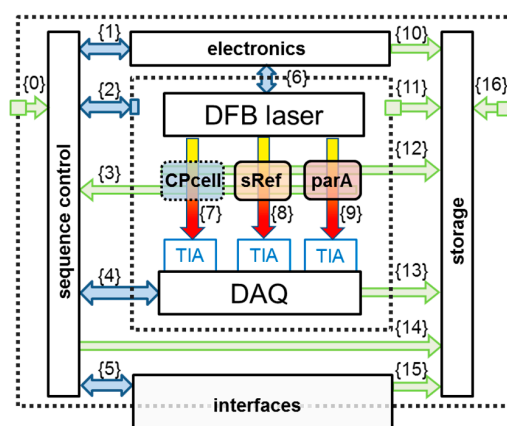 {1}
electronics
{10}
{0}
{2}
{6}
{11}
{16}
DFB laser
{3}
CPcell
sRef
parA
{12}
sequence control
{7}
{8}
{9}
storage
TIA
TIA
TIA
{4}
DAQ
{13}
{14}
{5}
interfaces
{15}